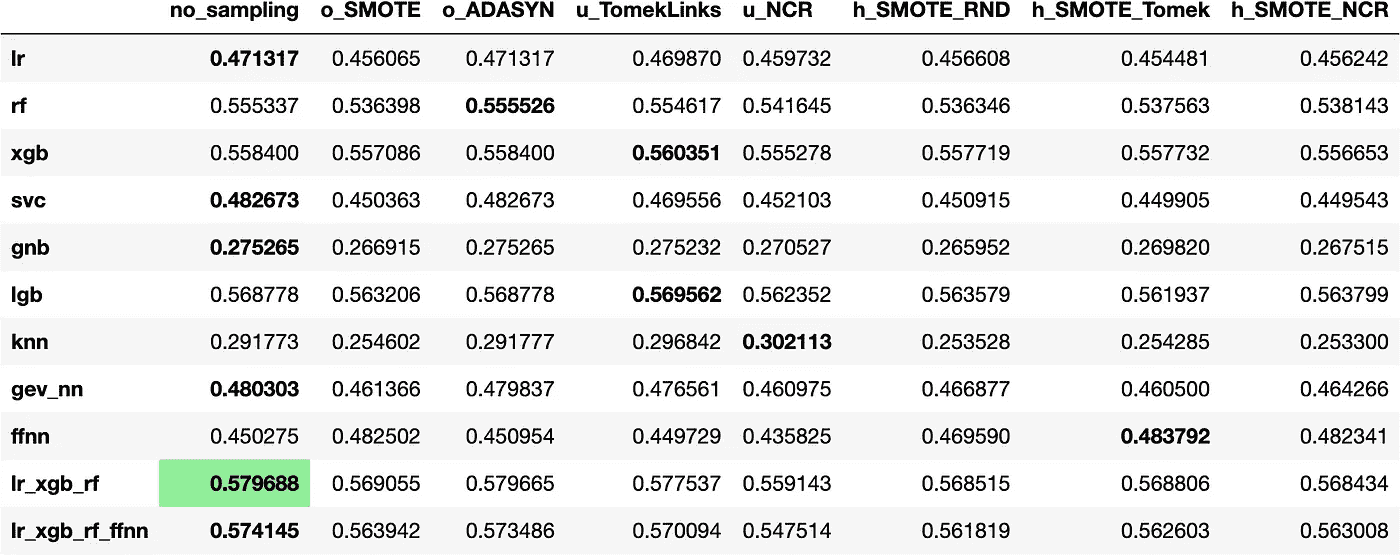 no_sampling o_SMOTE o_ADASYN u_TomekLinks u_NCR h_SMOTE_RND h_SMOTE_Tomek h_SMOTE_NCR
lr 0.471317 0.456065 0.471317 0.469870 0.459732 0.456608 0.454481 0.456242
rf 0.555337 0.536398 0.555526 0.554617 0.541645 0.536346 0.537563 0.538143
xgb 0.558400 0.557086 0.558400 0.560351 0.555278 0.557719 0.557732 0.556653
svc 0.482673 0.450363 0.482673 0.469556 0.452103 0.450915 0.449905 0.449543
gnb 0.275265 0.266915 0.275265 0.275232 0.270527 0.265952 0.269820 0.267515
lgb 0.568778 0.563206 0.568778 0.569562 0.562352 0.563579 0.561937 0.563799
knn 0.291773 0.254602 0.291777 0.296842 0.302113 0.253528 0.254285 0.253300
gev_nn 0.480303 0.461366 0.479837 0.476561 0.460975 0.466877 0.460500 0.464266
ffnn 0.450275 0.482502 0.450954 0.449729 0.435825 0.469590 0.483792 0.482341
lr_xgb_rf 0.579688 0.569055 0.579665 0.577537 0.559143 0.568515 0.568806 0.568434
lr_xgb_rf_ffnn 0.574145 0.563942 0.573486 0.570094 0.547514 0.561819 0.562603 0.563008